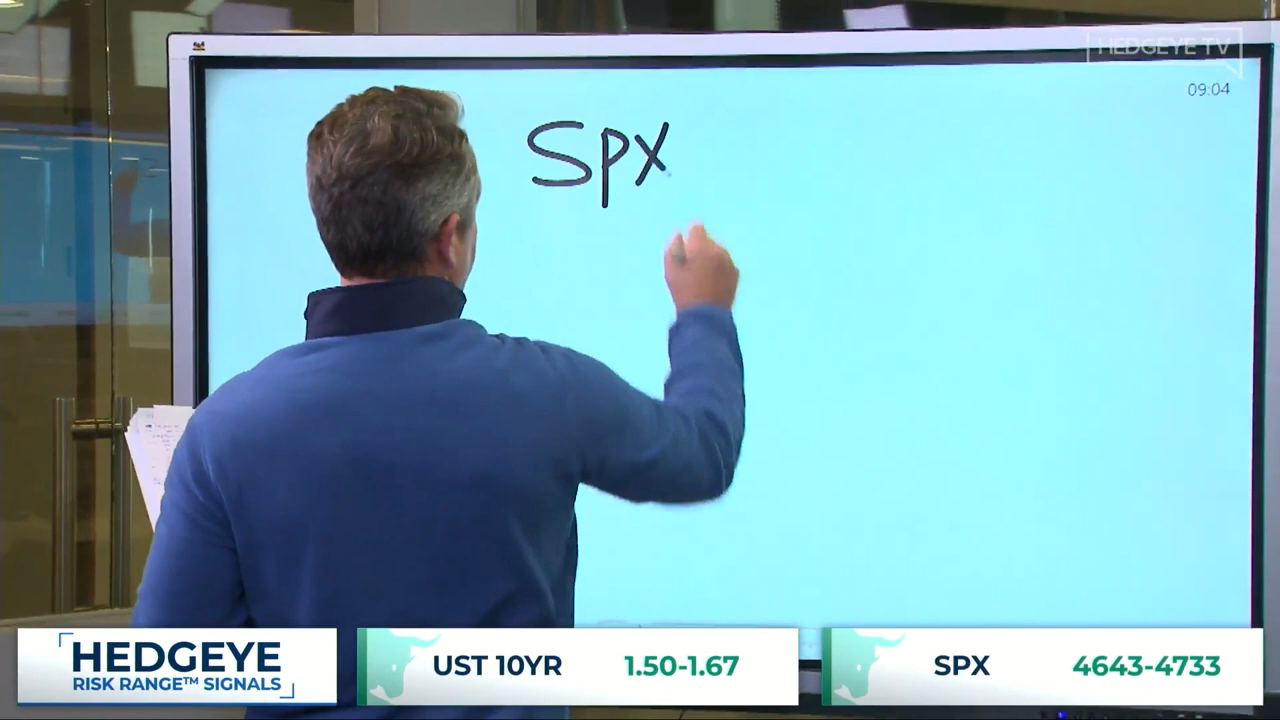 HEDGEYE TV
09:04
SPX
HEDGEYE
RISK RANGE™ SIGNALS
UST 10YR 1.50-1.67
SPX 4643-4733